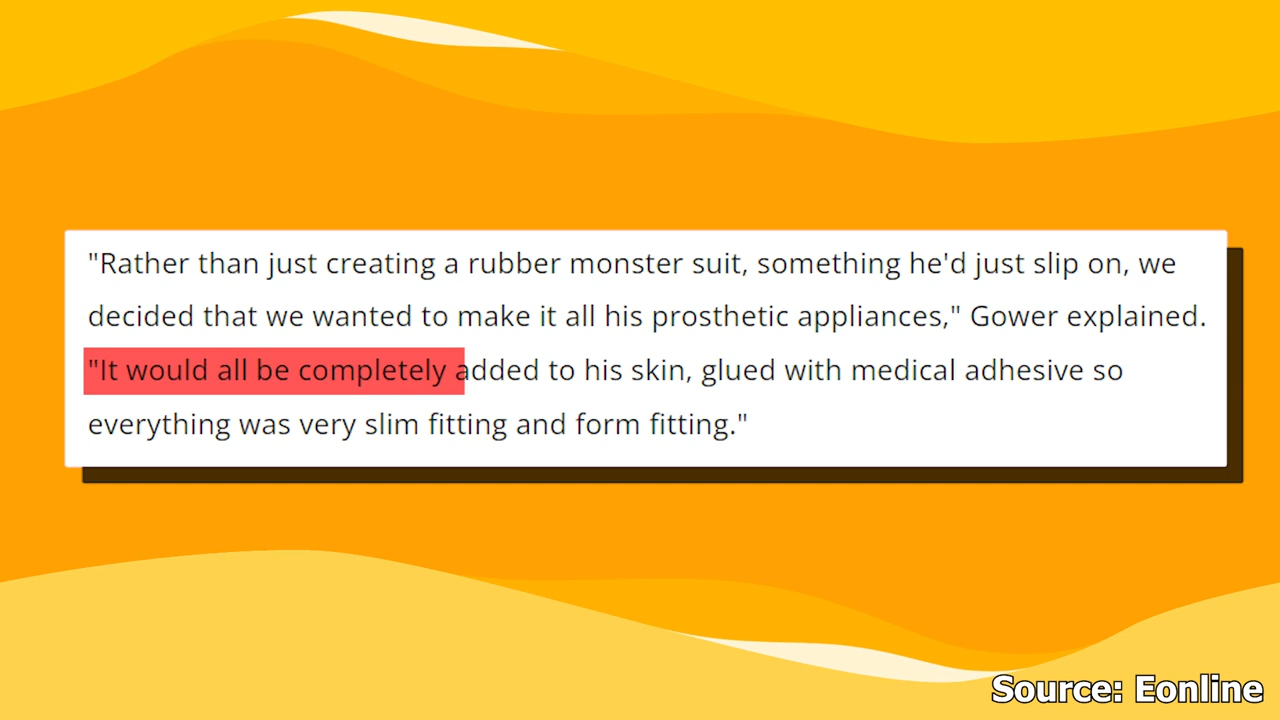 "Rather than just creating a rubber monster suit, something he'd just slip on, we
decided that we wanted to make it all his prosthetic appliances," Gower explained.
"It would all be completely added to his skin, glued with medical adhesive so
everything was very slim fitting and form fitting."
Source: Eonline